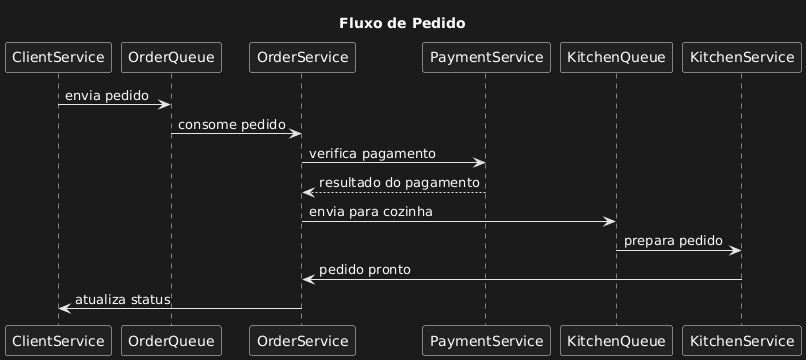 Fluxo de Pedido
ClientService OrderQueue OrderService PaymentService KitchenQueue KitchenService
envia pedido
consome pedido
verifica pagamento
resultado do pagamento
envia para cozinha
prepara pedido
pedido pronto
atualiza status
ClientService OrderQueue OrderService PaymentService KitchenQueue KitchenService